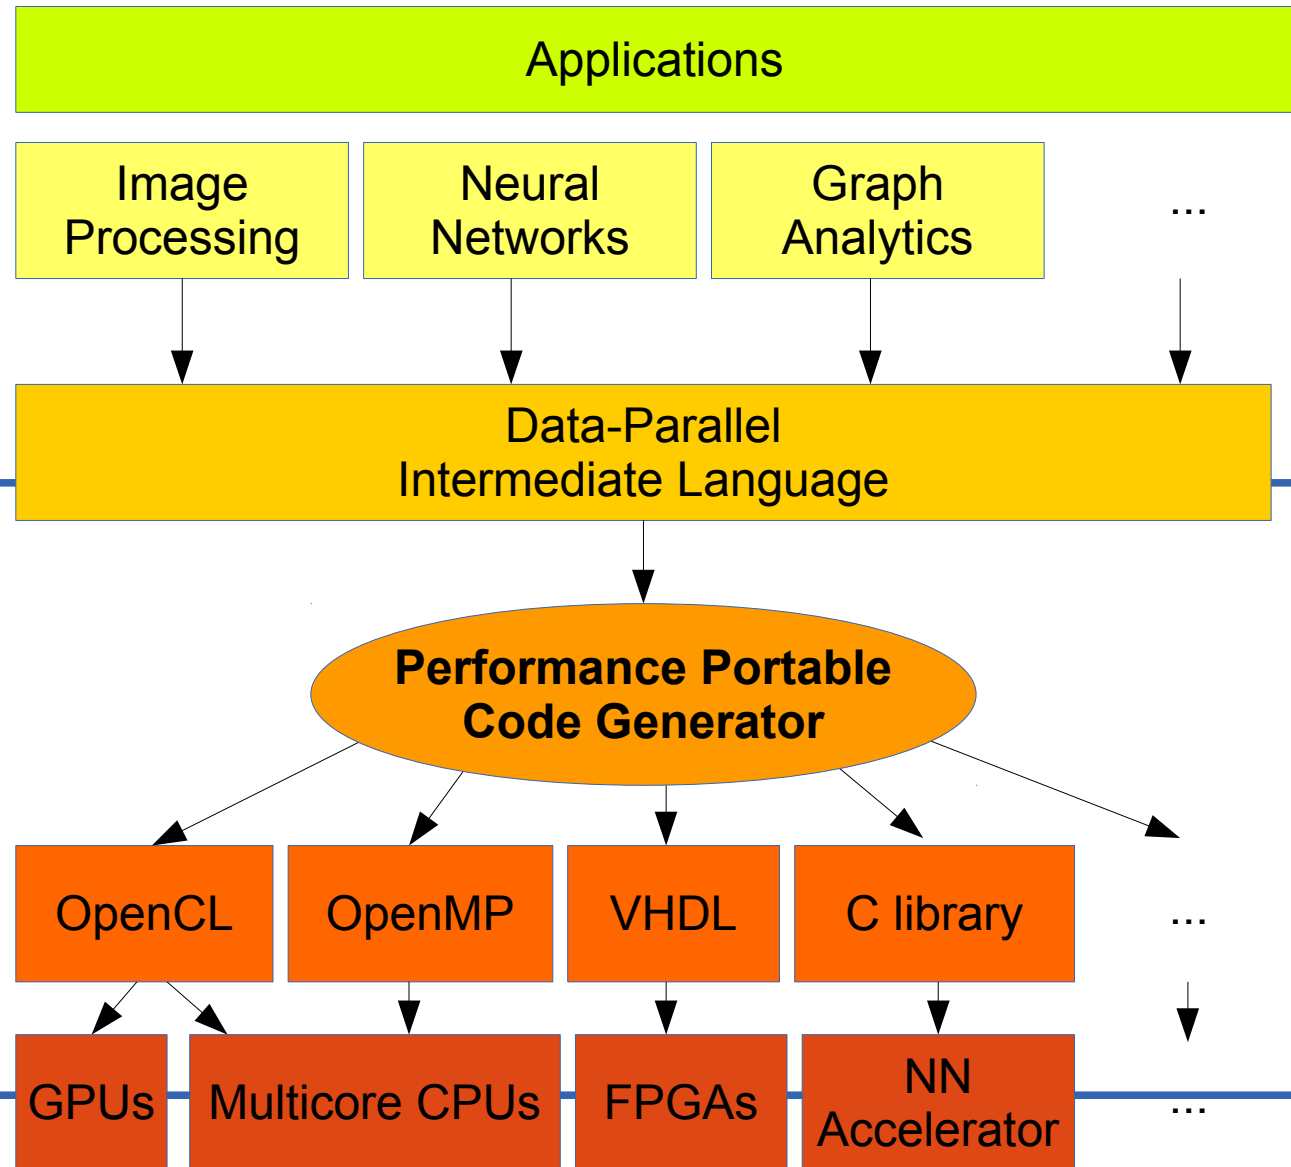 Applications
Image
Processing
Neural
Networks
Graph
Analytics
...
Data-Parallel
Intermediate Language
Performance Portable
Code Generator
OpenCL
OpenMP
VHDL
C library
...
GPUs
Multicore CPUs
FPGAs
NN
Accelerator
...